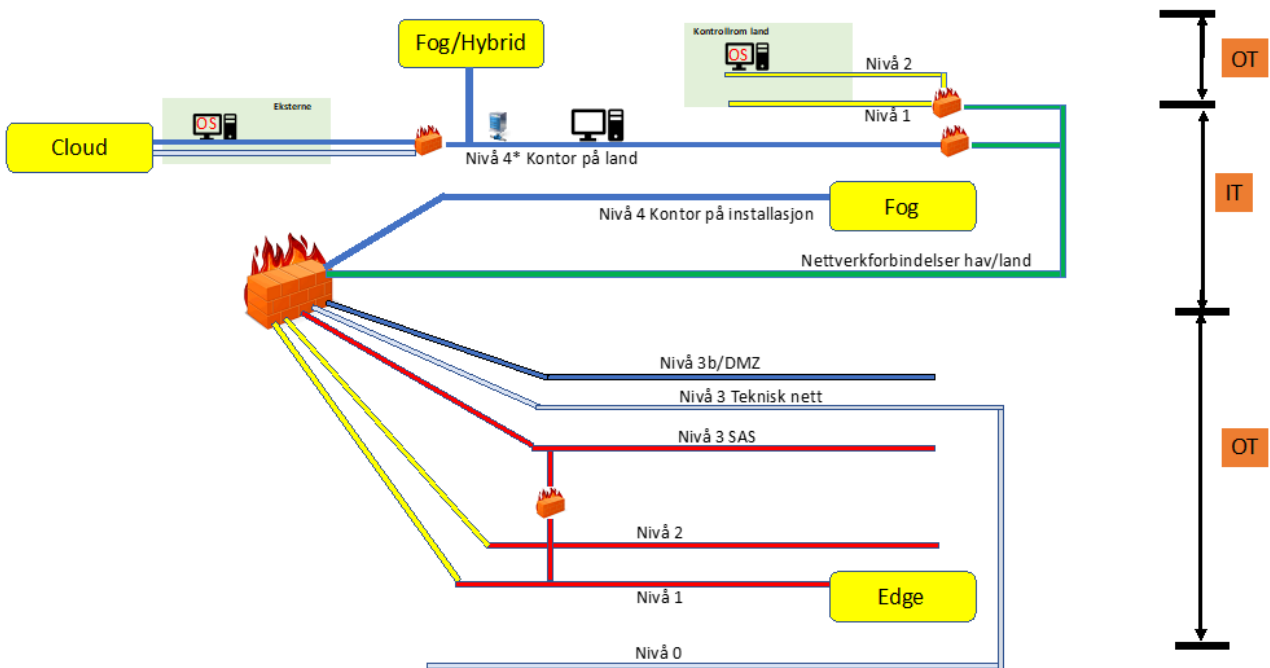 Fog/Hybrid
Kontrollrom land
OS
Nivå 2
Nivå 1
OT
Eksterne
OS
Cloud
Nivå 4* Kontor på land
IT
Nivå 4 Kontor på installasjon
Fog
Nettverkforbindelser hav/land
Nivå 3b/DMZ
Nivå 3 Teknisk nett
Nivå 3 SAS
OT
Nivå 2
Nivå 1
Edge
Nivå 0